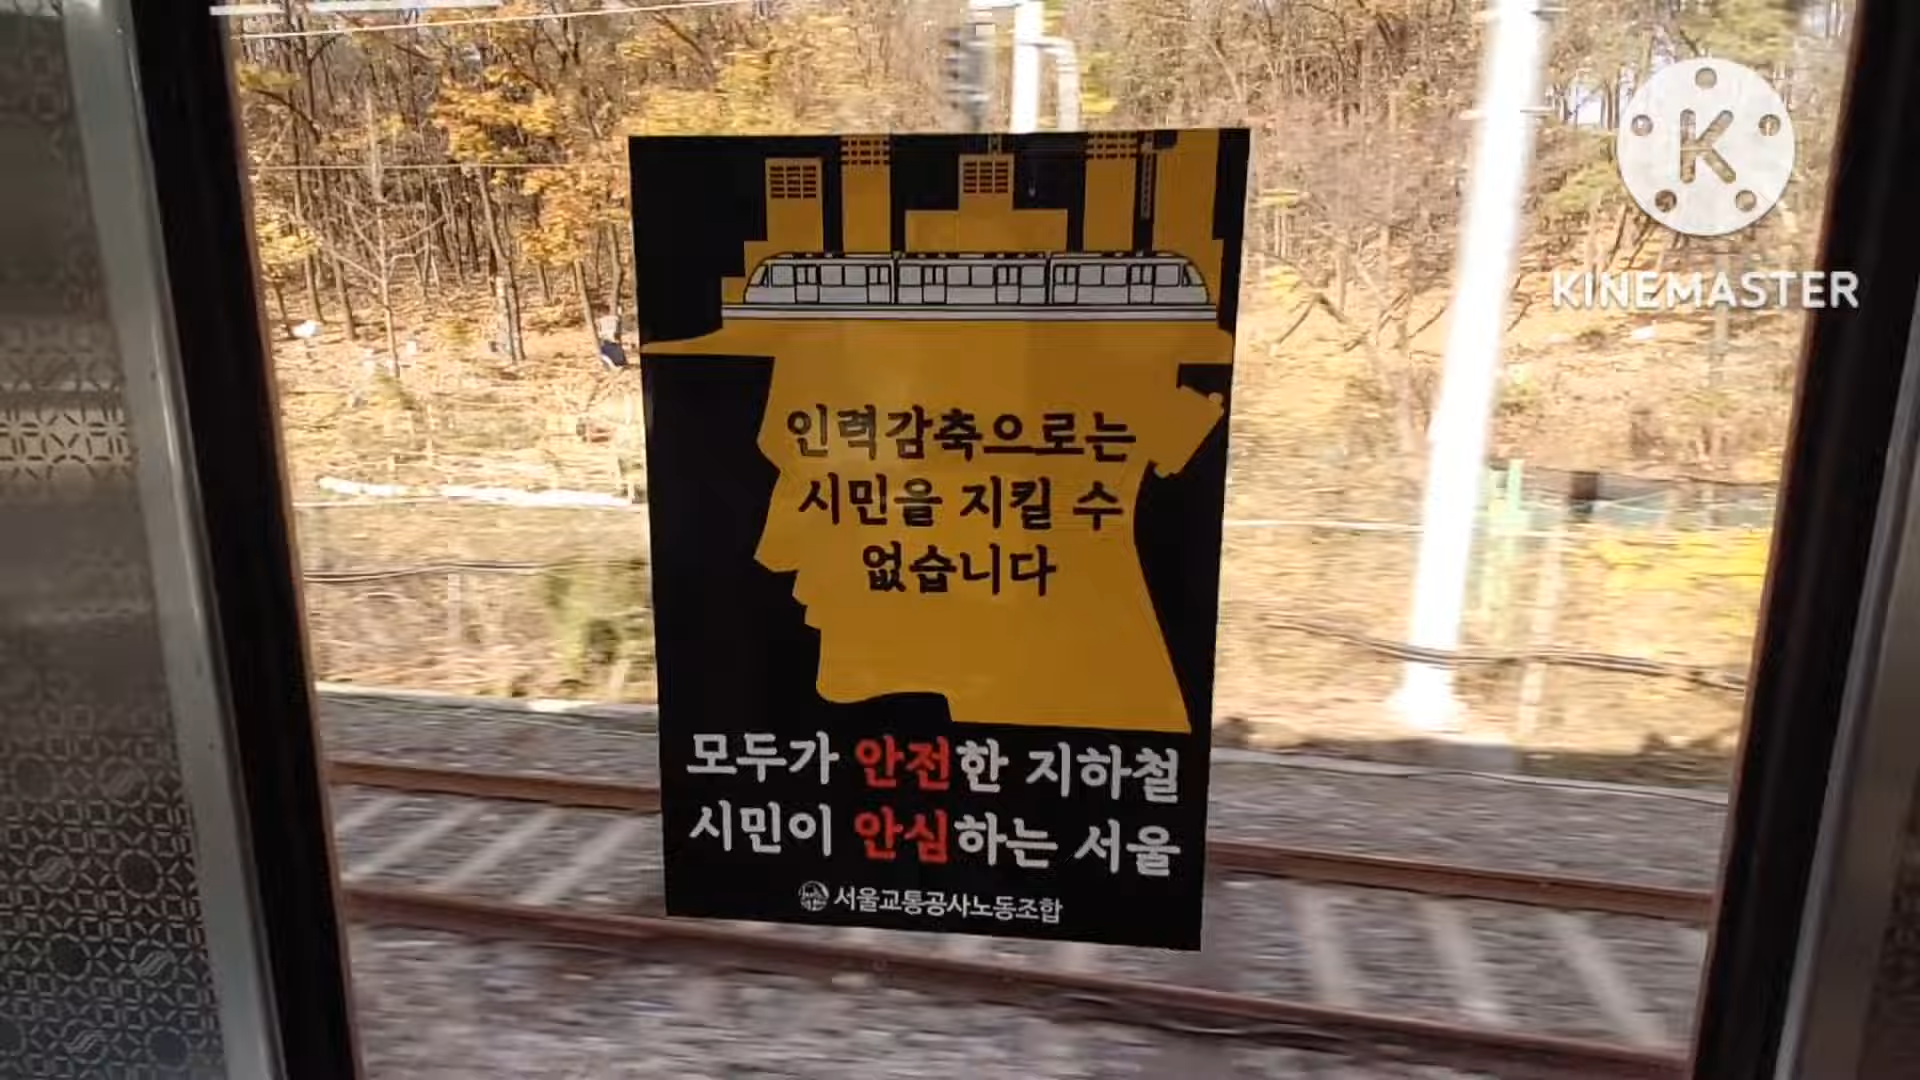 K
KINEMASTER
인력감축으로는
시민을 지킬 수
없습니다
모두가 안전한 지하철
시민이 안심하는 서울
서울교통공사노동조합